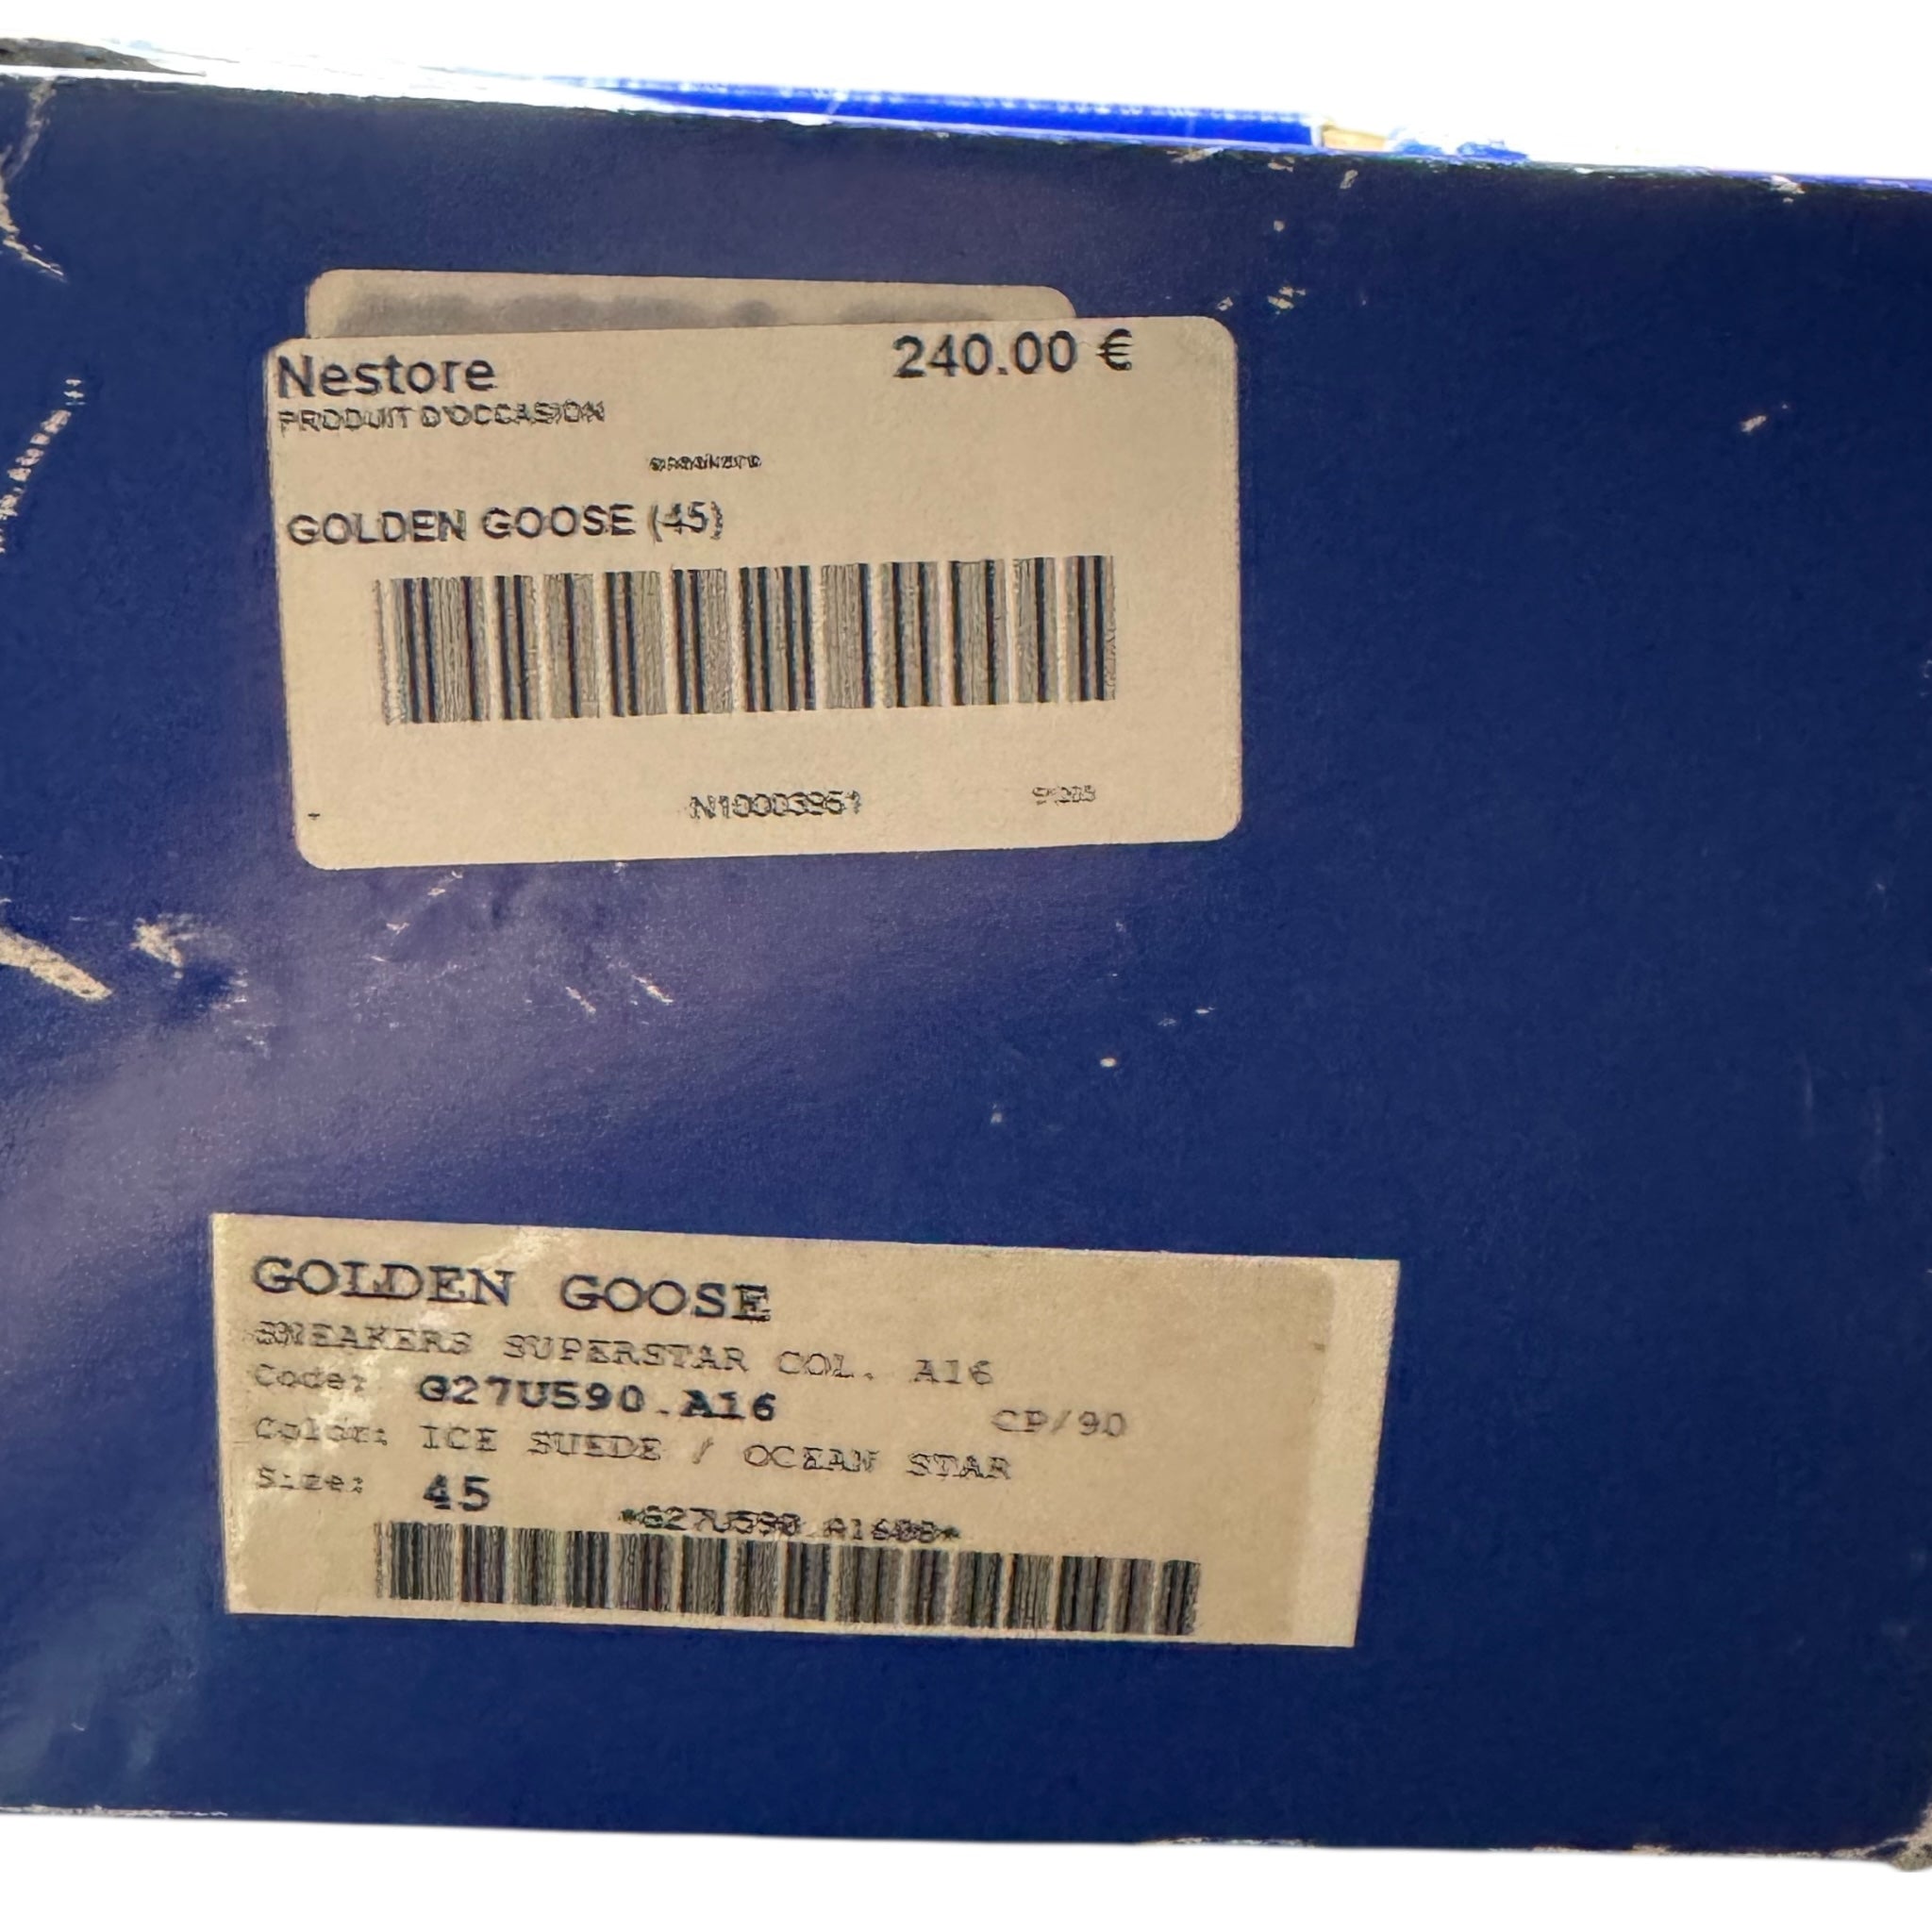 Nestore 240.00 €
PRODUIT D'OCCASION
GOLDEN GOOSE (45)
N10003961
GOLDEN GOOSE
SNEAKERS SUPERSTAR COL. A16
Code: G27U590.A16 CP/90
Color: ICE SUEDE / OCEAN STAR
Size: 45